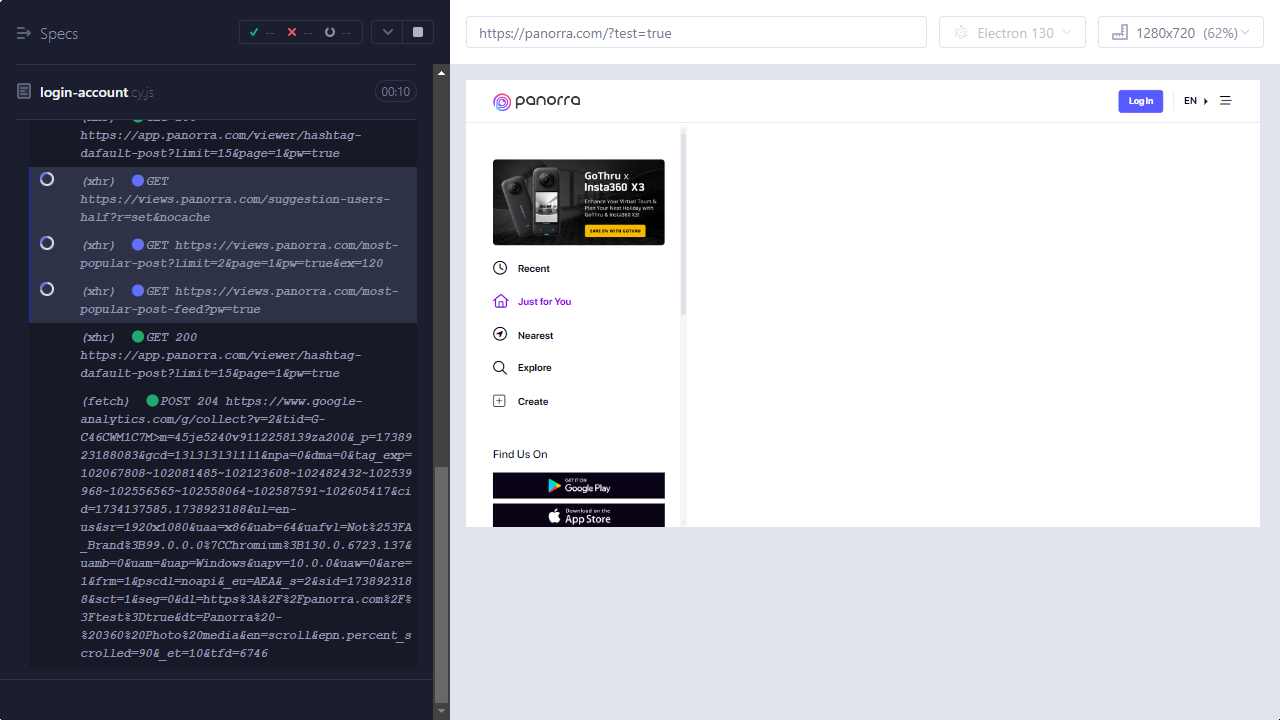 Specs
-- -- --
login-account.cy.js
00:10
https://app.panorra.com/viewer/hashtag-
dafault-post?limit=15&page=1&pw=true
(xhr) GET
https://views.panorra.com/suggestion-users-
half?r=set&nocache
(xhr) GET https://views.panorra.com/most-
popular-post?limit=2&page=1&pw=true&ex=120
(xhr) GET https://views.panorra.com/most-
popular-post-feed?pw=true
(xhr) GET 200
https://app.panorra.com/viewer/hashtag-
dafault-post?limit=15&page=1&pw=true
(fetch) POST 204 https://www.google-
analytics.com/g/collect?v=2&tid=G-
C46CWM1C7M>m=45je5240v9112258139za200&_p=17389
23188083&gcd=13l3l3l3l1l1&npa=0&dma=0&tag_exp=
102067808~102081485~102123608~102482432~102539
968~102556565~102558064~102587591~102605417&ci
d=1734137585.1738923188&ul=en-
us&sr=1920x1080&uaa=x86&uab=64&uafvl=Not%253FA
_Brand%3B99.0.0.0%7CChromium%3B130.0.6723.137&
uamb=0&uam=&uap=Windows&uapv=10.0.0&uaw=0&are=
1&frm=1&pscdl=noapi&_eu=AEA&_s=2&sid=173892318
8&sct=1&seg=0&dl=https%3A%2F%2Fpanorra.com%2F%
3Ftest%3Dtrue&dt=Panorra%20-
%20360%20Photo%20media&en=scroll&epn.percent_s
crolled=90&_et=10&tfd=6746
https://panorra.com/?test=true
Electron 130
1280x720 (62%)
panorra
Log In
EN
GoThru x
Insta360 X3
Enhance Your Virtual Tours &
Plan Your Next Holiday with
GoThru & Insta360 X3!
SAVE 5% WITH GOTHRU
Recent
Just for You
Nearest
Explore
Create
Find Us On
GET IT ON
Google Play
Download on the
App Store